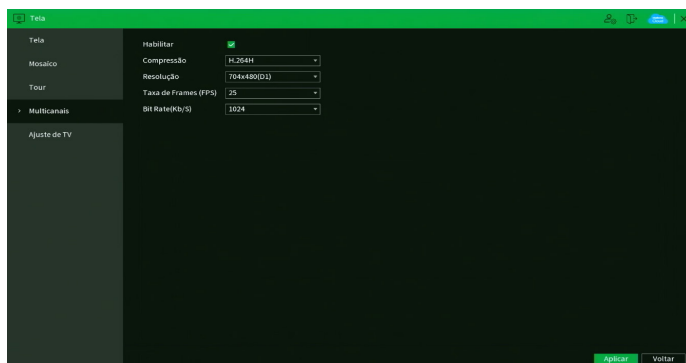 Tela
Tela
Mosaico
Tour
Multicanais
Ajuste de TV
Habilitar
Compressão H.264H
Resolução 704x480(D1)
Taxa de Frames (FPS) 25
Bit Rate(Kb/S) 1024
Aplicar Voltar